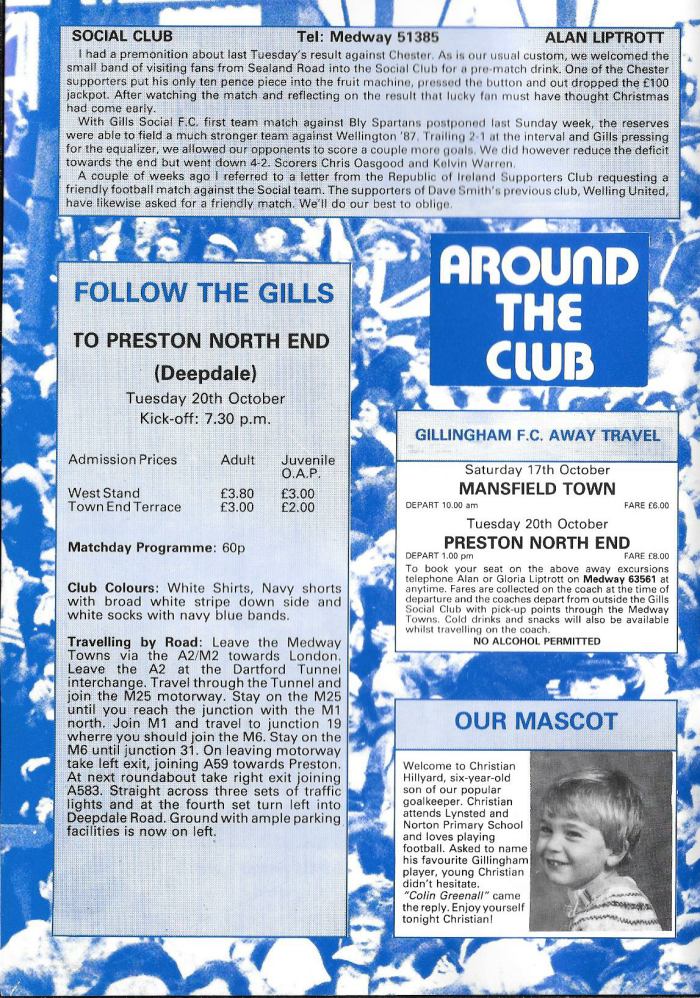 SOCIAL CLUB Tel: Medway 51385 ALAN LIPTROTT
I had a premonition about last Tuesday's result against Chester. As is our usual custom, we welcomed the
small band of visiting fans from Sealand Road into the Social Club for a pre-match drink. One of the Chester
supporters put his only ten pence piece into the fruit machine, pressed the button and out dropped the £100
jackpot. After watching the match and reflecting on the result that lucky fan must have thought Christmas
had come early.
With Gills Social F.C. first team match against Bly Spartans postponed last Sunday week, the reserves
were able to field a much stronger team against Wellington '87. Trailing 2-1 at the interval and Gills pressing
for the equalizer, we allowed our opponents to score a couple more goals. We did however reduce the deficit
towards the end but went down 4-2. Scorers Chris Oasgood and Kelvin Warren.
A couple of weeks ago I referred to a letter from the Republic of Ireland Supporters Club requesting a
friendly football match against the Social team. The supporters of Dave Smith's previous club, Welling United,
have likewise asked for a friendly match. We'll do our best to oblige.
FOLLOW THE GILLS
TO PRESTON NORTH END
(Deepdale)
Tuesday 20th October
Kick-off: 7.30 p.m.
Admission Prices Adult Juvenile
O.A.P.
West Stand £3.80 £3.00
Town End Terrace £3.00 £2.00
Matchday Programme: 60p
Club Colours: White Shirts, Navy shorts
with broad white stripe down side and
white socks with navy blue bands.
Travelling by Road: Leave the Medway
Towns via the A2/M2 towards London.
Leave the A2 at the Dartford Tunnel
interchange. Travel through the Tunnel and
join the M25 motorway. Stay on the M25
until you reach the junction with the M1
north. Join M1 and travel to junction 19
wherre you should join the M6. Stay on the
M6 until junction 31. On leaving motorway
take left exit, joining A59 towards Preston.
At next roundabout take right exit joining
A583. Straight across three sets of traffic
lights and at the fourth set turn left into
Deepdale Road. Ground with ample parking
facilities is now on left.
AROUND
THE
CLUB
GILLINGHAM F.C. AWAY TRAVEL
Saturday 17th October
MANSFIELD TOWN
DEPART 10.00 am FARE £6.00
Tuesday 20th October
PRESTON NORTH END
DEPART 1.00 pm FARE £8.00
To book your seat on the above away excursions
telephone Alan or Gloria Liptrott on Medway 63561 at
anytime. Fares are collected on the coach at the time of
departure and the coaches depart from outside the Gills
Social Club with pick-up points through the Medway
Towns. Cold drinks and snacks will also be available
whilst travelling on the coach.
NO ALCOHOL PERMITTED
OUR MASCOT
Welcome to Christian
Hillyard, six-year-old
son of our popular
goalkeeper. Christian
attends Lynsted and
Norton Primary School
and loves playing
football. Asked to name
his favourite Gillingham
player, young Christian
didn't hesitate.
"Colin Greenall" came
the reply. Enjoy yourself
tonight Christian!